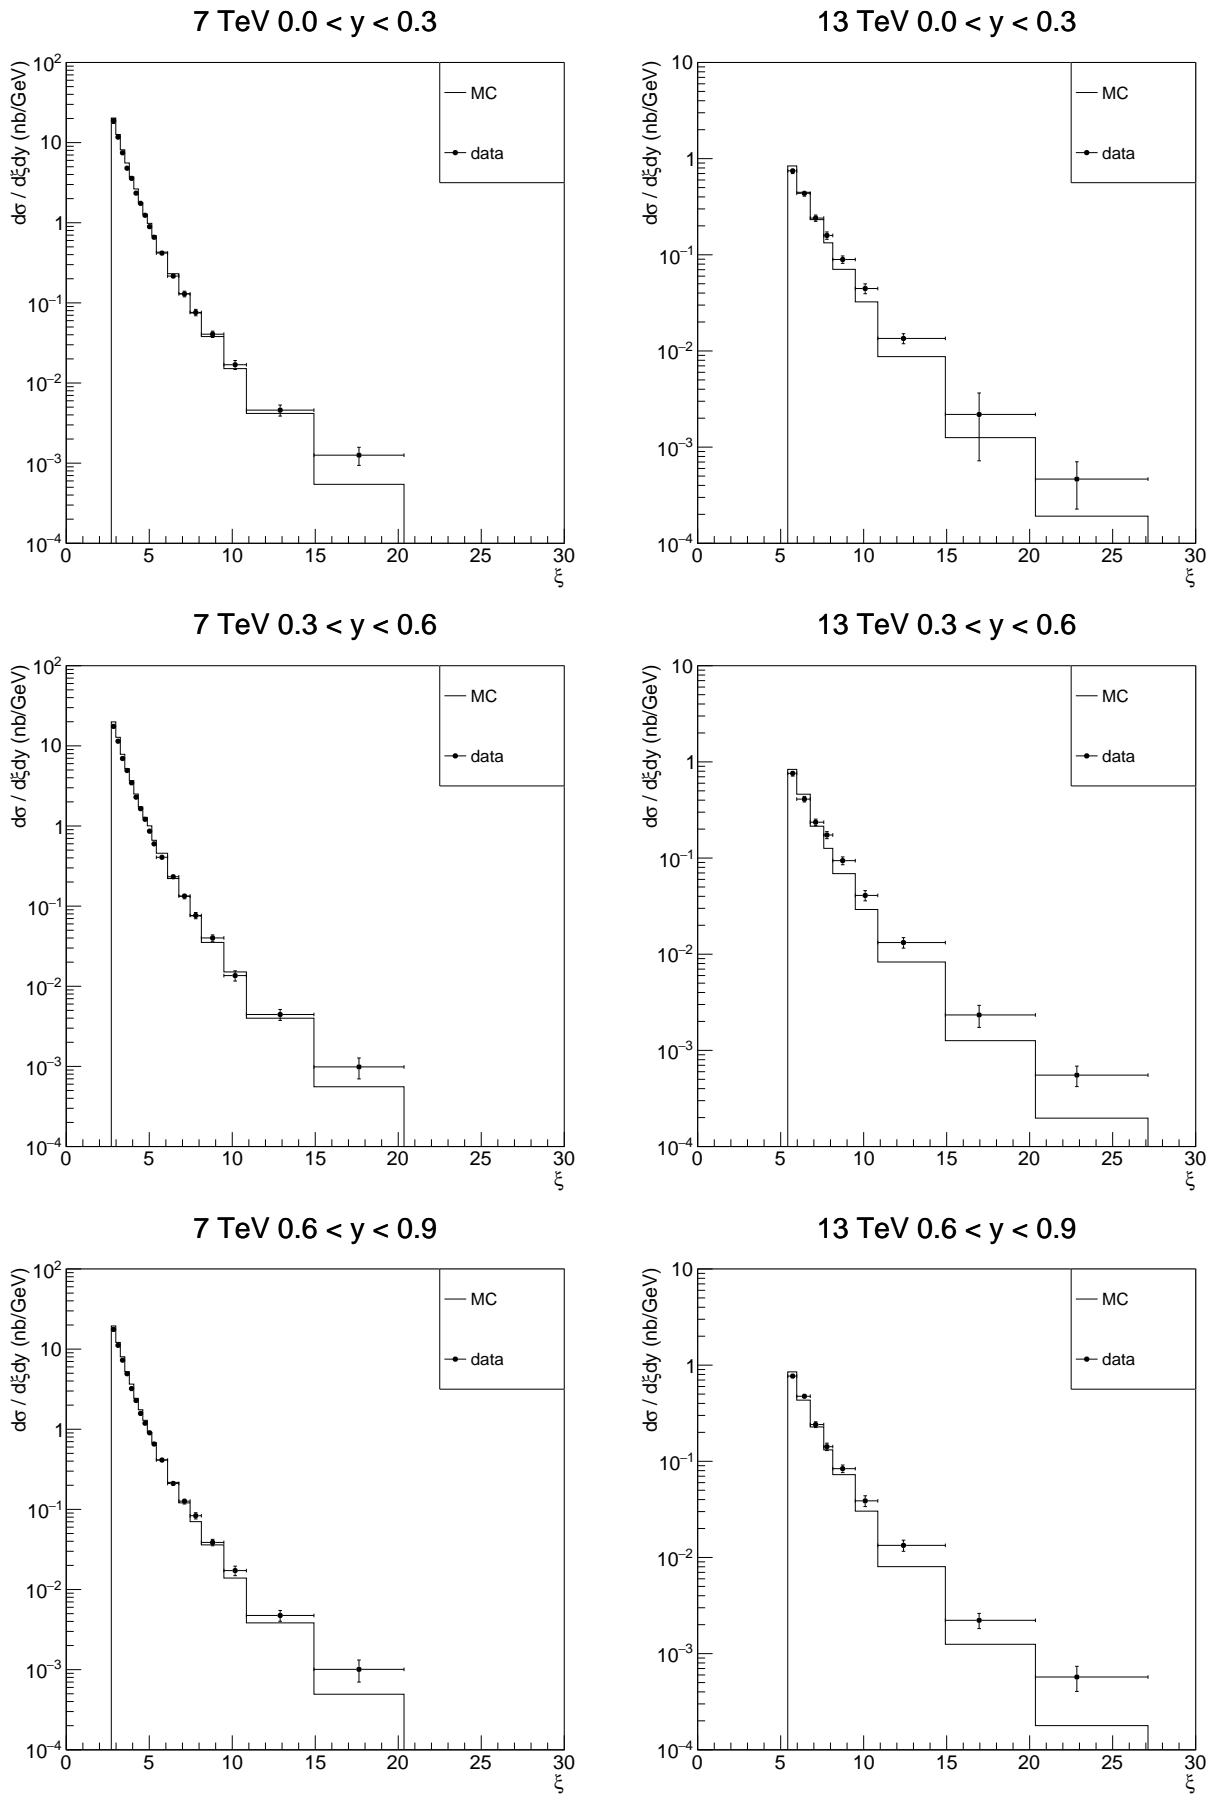 7 TeV 0.0 < y < 0.3
dσ / dξdy (nb/GeV)
10²
10
1
10⁻¹
10⁻²
10⁻³
10⁻⁴
0 5 10 15 20 25 30
ξ
MC
data
13 TeV 0.0 < y < 0.3
dσ / dξdy (nb/GeV)
10
1
10⁻¹
10⁻²
10⁻³
10⁻⁴
0 5 10 15 20 25 30
ξ
MC
data
7 TeV 0.3 < y < 0.6
dσ / dξdy (nb/GeV)
10²
10
1
10⁻¹
10⁻²
10⁻³
10⁻⁴
0 5 10 15 20 25 30
ξ
MC
data
13 TeV 0.3 < y < 0.6
dσ / dξdy (nb/GeV)
10
1
10⁻¹
10⁻²
10⁻³
10⁻⁴
0 5 10 15 20 25 30
ξ
MC
data
7 TeV 0.6 < y < 0.9
dσ / dξdy (nb/GeV)
10²
10
1
10⁻¹
10⁻²
10⁻³
10⁻⁴
0 5 10 15 20 25 30
ξ
MC
data
13 TeV 0.6 < y < 0.9
dσ / dξdy (nb/GeV)
10
1
10⁻¹
10⁻²
10⁻³
10⁻⁴
0 5 10 15 20 25 30
ξ
MC
data